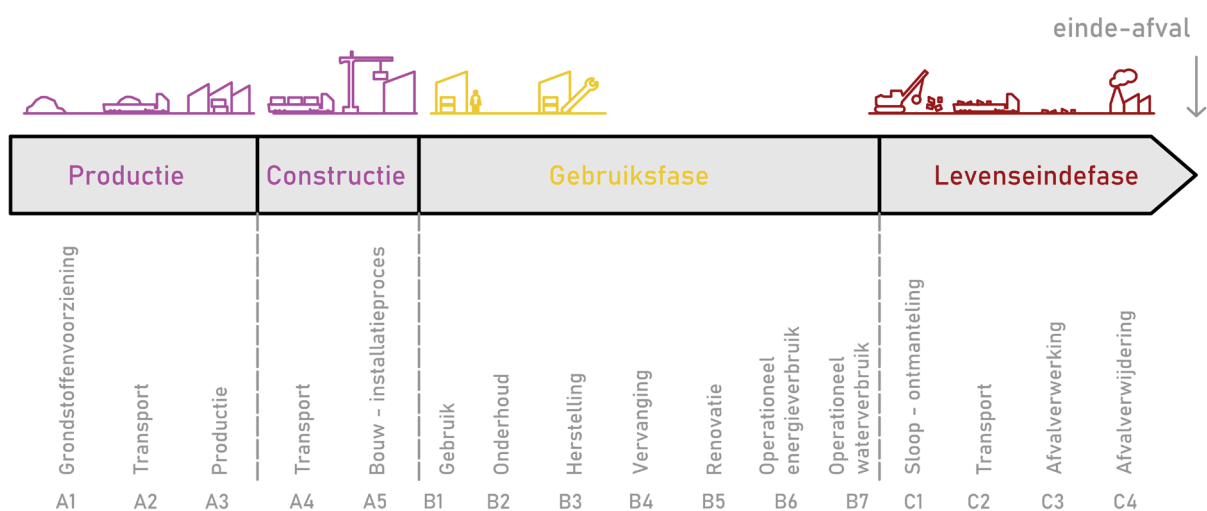 einde-afval
Productie
Constructie
Gebruiksfase
Levenseindefase
Grondstoffenvoorziening
Transport
Productie
Transport
Bouw - installatieproces
Gebruik
Onderhoud
Herstelling
Vervanging
Renovatie
Operationeel
energieverbruik
Operationeel
waterverbruik
Sloop - ontmanteling
Transport
Afvalverwerking
Afvalverwijdering
A1
A2
A3
A4
A5
B1
B2
B3
B4
B5
B6
B7
C1
C2
C3
C4